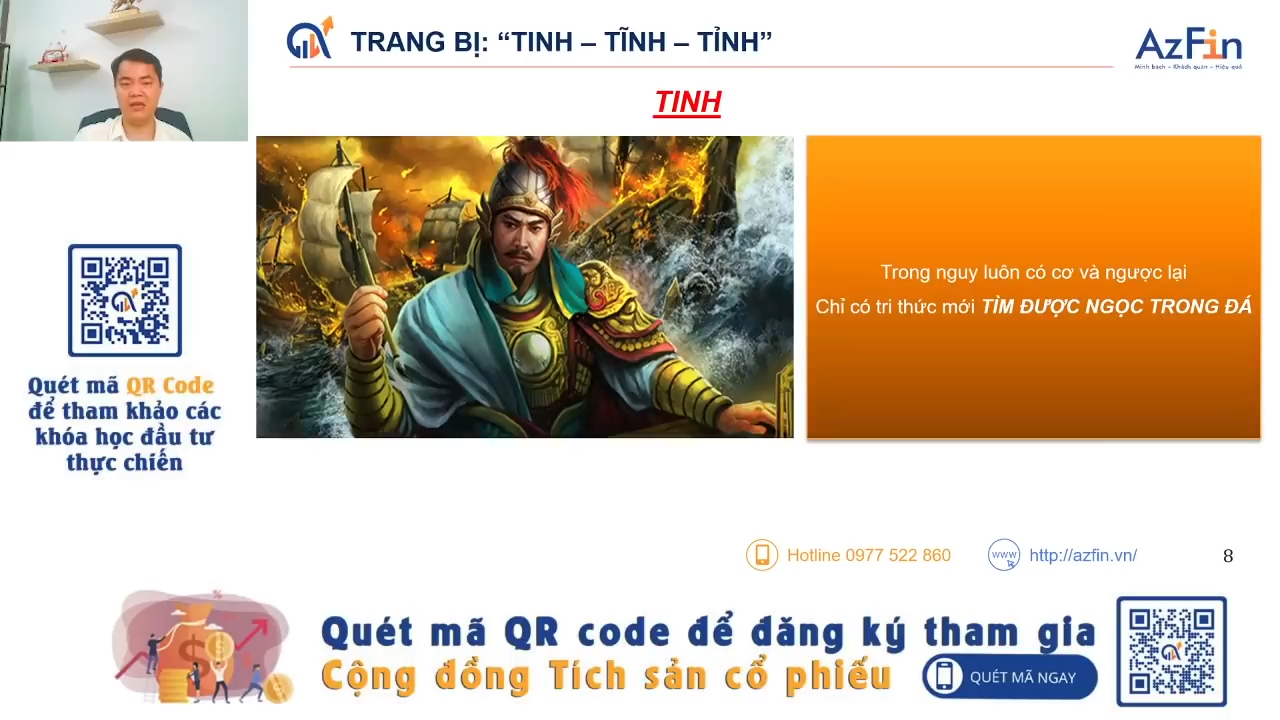 TRANG BỊ: “TINH – TĨNH – TỈNH”
AzFin
Minh bạch – Khách quan – Hiệu quả
TINH
Trong nguy luôn có cơ và ngược lại
Chỉ có tri thức mới TÌM ĐƯỢC NGỌC TRONG ĐÁ
Quét mã QR Code
để tham khảo các
khóa học đầu tư
thực chiến
Hotline 0977 522 860
www
http://azfin.vn/
8
Quét mã QR code để đăng ký tham gia
Cộng đồng Tích sản cổ phiếu
QUÉT MÃ NGAY